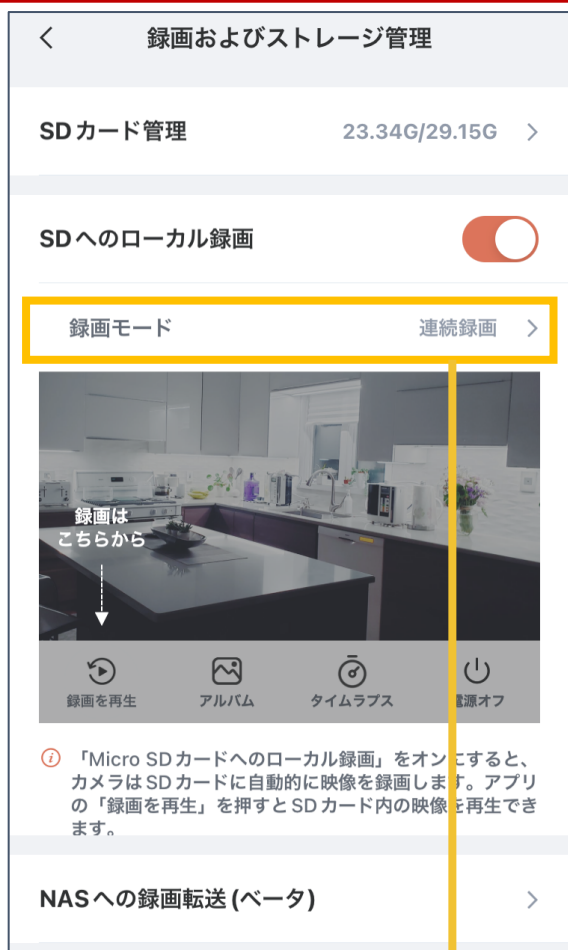 録画およびストレージ管理
SDカード管理 23.34G/29.15G
SDへのローカル録画
録画モード 連続録画
録画は
こちらから
録画を再生 アルバム タイムラプス 電源オフ
「Micro SDカードへのローカル録画」をオンにすると、
カメラはSDカードに自動的に映像を録画します。アプリ
の「録画を再生」を押すとSDカード内の映像を再生でき
ます。
NASへの録画転送(ベータ)